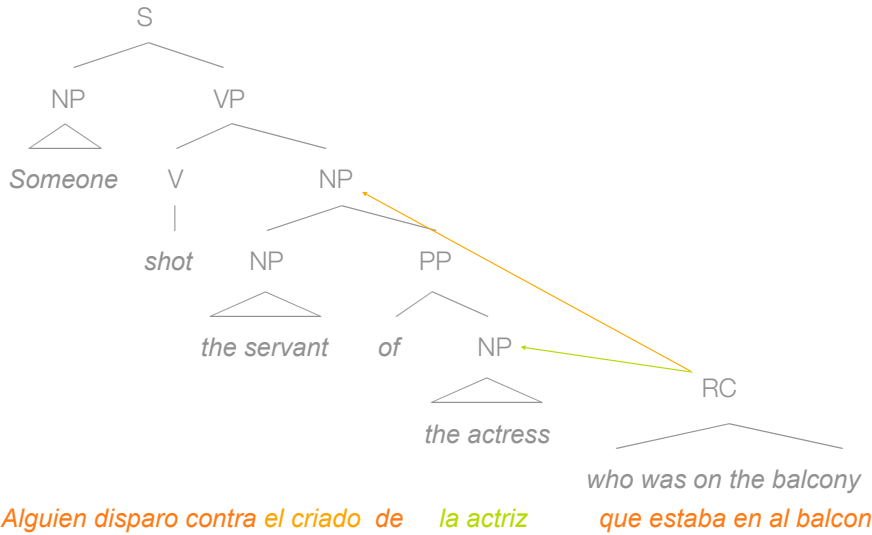 S
NP VP
Someone V NP
shot NP PP
the servant of NP
RC
the actress
who was on the balcony
Alguien disparo contra el criado de la actriz que estaba en al balcon